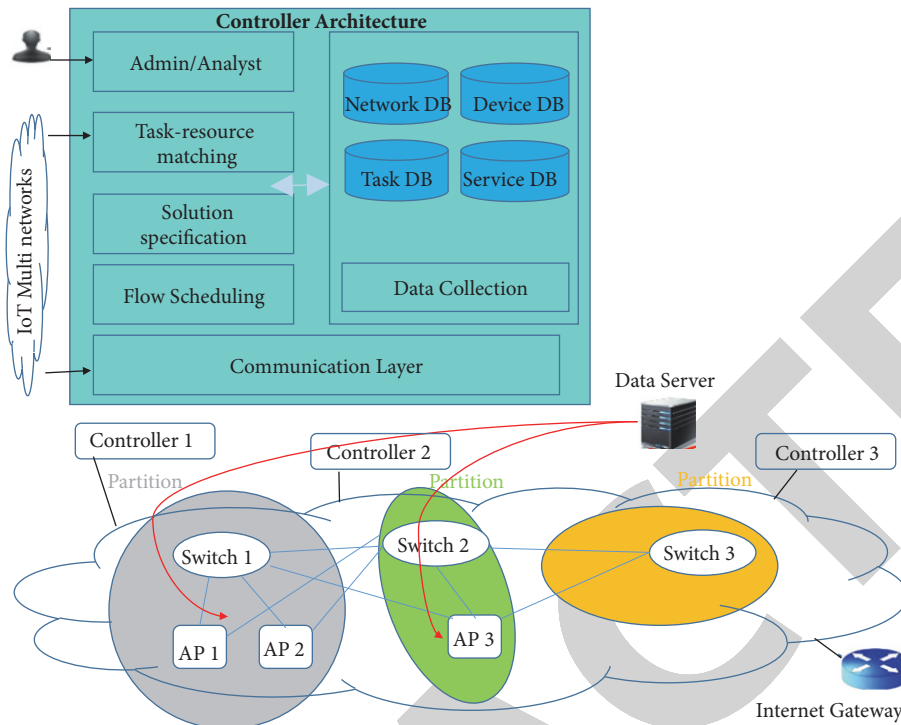 Controller Architecture
Admin/Analyst
Task-resource
matching
Solution
specification
Flow Scheduling
Network DB
Device DB
Task DB
Service DB
Data Collection
Communication Layer
IoT Multi networks
Data Server
Controller 1
Controller 2
Controller 3
Partition
Partition
Partition
Switch 1
Switch 2
Switch 3
AP 1
AP 2
AP 3
Internet Gateway